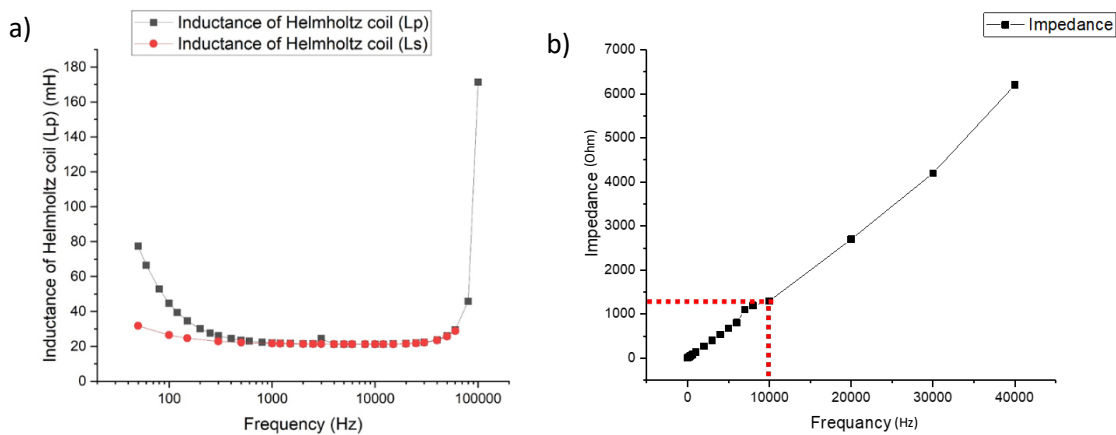 a)
Inductance of Helmholtz coil (Lp)
Inductance of Helmholtz coil (Ls)
Inductance of Helmholtz coil (Lp) (mH)
180
160
140
120
100
80
60
40
20
0
100 1000 10000 100000
Frequency (Hz)
b)
Impedance
Impedance (Ohm)
7000
6000
5000
4000
3000
2000
1000
0
0 10000 20000 30000 40000
Frequancy (Hz)